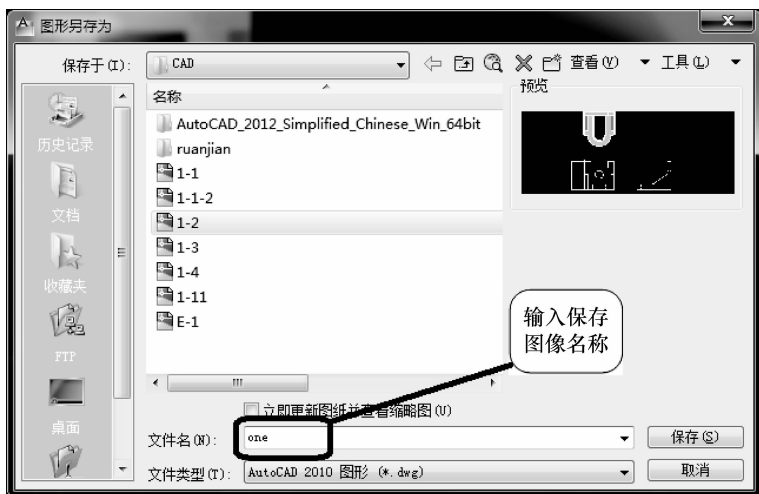 图形另存为
保存于(I):
CAD
查看(V)
工具(L)
历史记录
文档
收藏夹
FTP
桌面
名称
AutoCAD_2012_Simplified_Chinese_Win_64bit
ruanjian
1-1
1-1-2
1-2
1-3
1-4
1-11
E-1
预览
输入保存
图像名称
立即更新图纸并查看缩略图(U)
文件名(N):
one
保存(S)
文件类型(T):
AutoCAD 2010 图形 (*.dwg)
取消